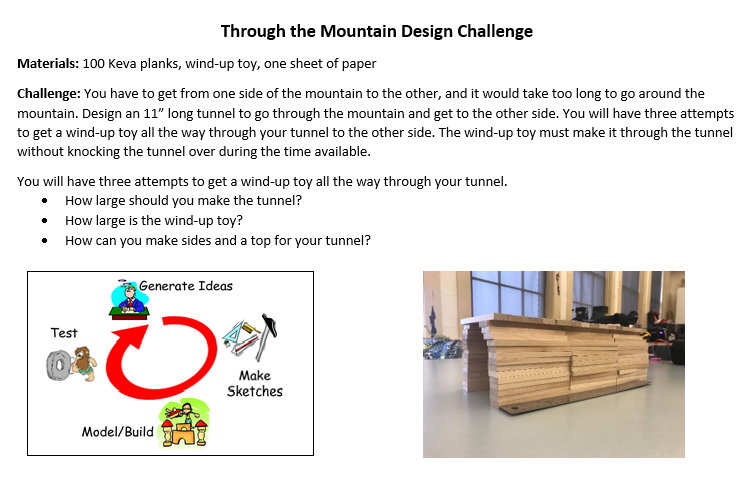 Through the Mountain Design Challenge
Materials: 100 Keva planks, wind-up toy, one sheet of paper
Challenge: You have to get from one side of the mountain to the other, and it would take too long to go around the
mountain. Design an 11” long tunnel to go through the mountain and get to the other side. You will have three attempts
to get a wind-up toy all the way through your tunnel to the other side. The wind-up toy must make it through the tunnel
without knocking the tunnel over during the time available.
You will have three attempts to get a wind-up toy all the way through your tunnel.
• How large should you make the tunnel?
• How large is the wind-up toy?
• How can you make sides and a top for your tunnel?
Generate Ideas
Test
Make
Sketches
Model/Build